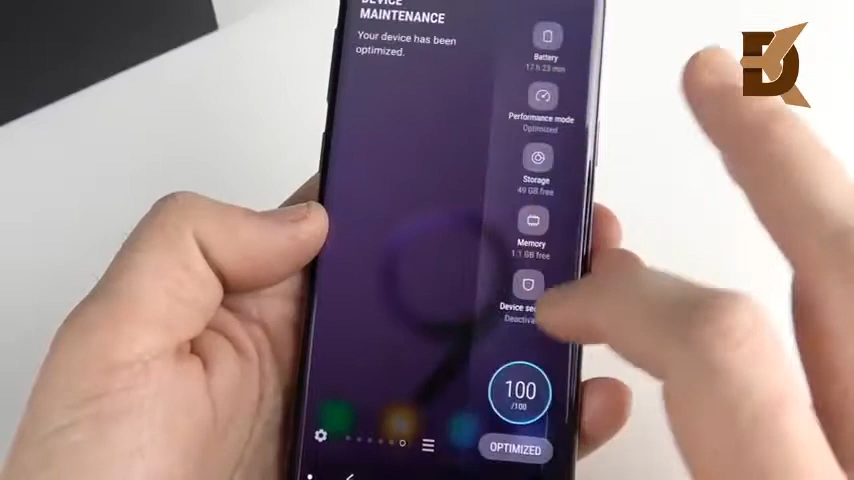 DEVICE
MAINTENANCE
Your device has been
optimized.
Battery
17 h 23 min
Performance mode
Optimized
Storage
49 GB free
Memory
1.1 GB free
Device
100
/100
OPTIMIZED